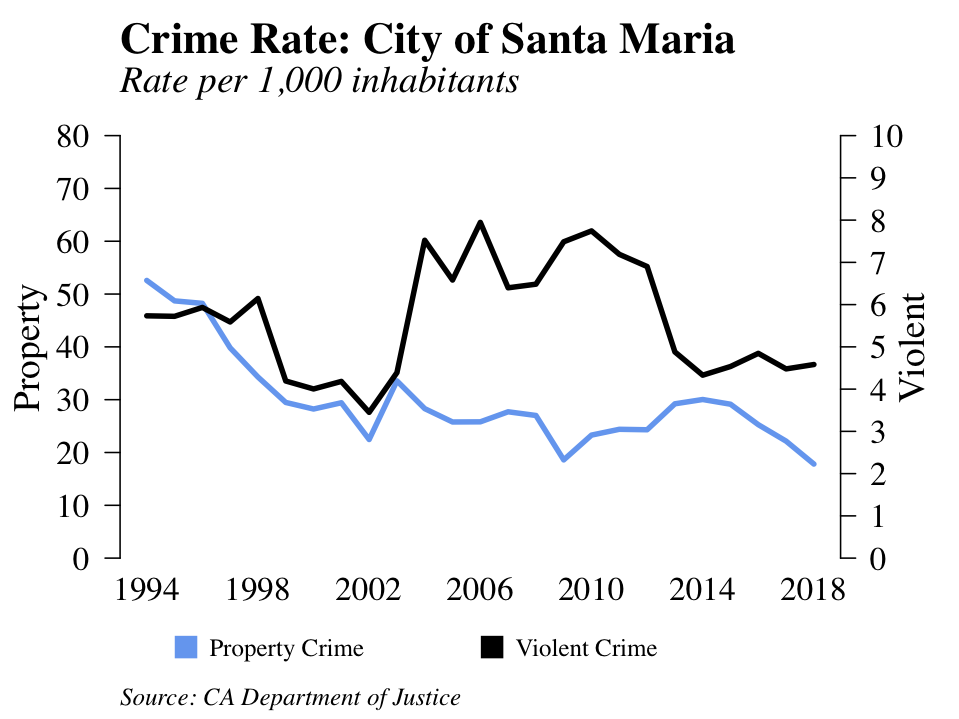 Crime Rate: City of Santa Maria
Rate per 1,000 inhabitants
Property
80
70
60
50
40
30
20
10
0
10
9
8
7
6
5
4
3
2
1
0
Violent
1994 1998 2002 2006 2010 2014 2018
Property Crime Violent Crime
Source: CA Department of Justice